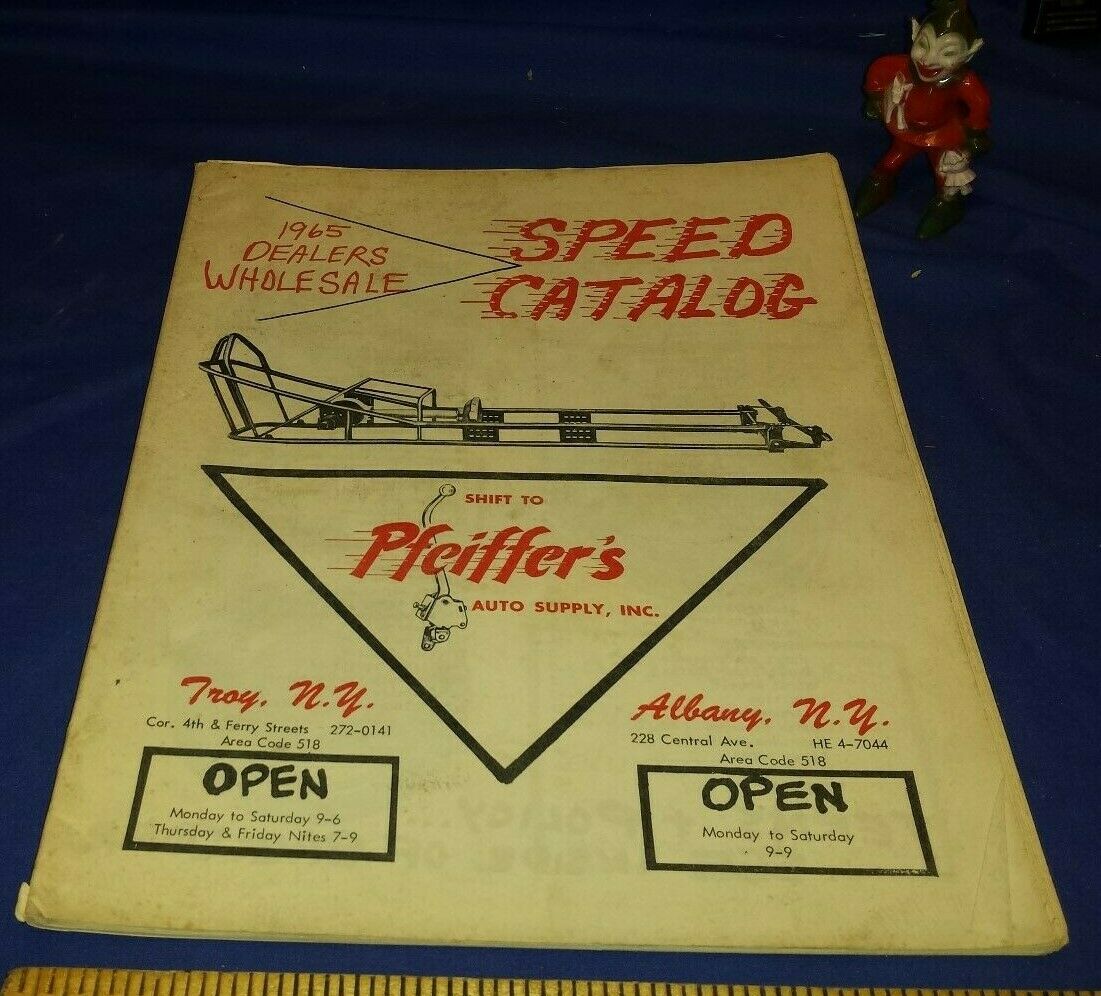 1965
DEALERS
WHOLESALE
SPEED
CATALOG
SHIFT TO
Pfeiffer's
AUTO SUPPLY, INC.
Troy, N.Y.
Cor. 4th & Ferry Streets 272-0141
Area Code 518
OPEN
Monday to Saturday 9-6
Thursday & Friday Nites 7-9
Albany, N.Y.
228 Central Ave. HE 4-7044
Area Code 518
OPEN
Monday to Saturday
9-9